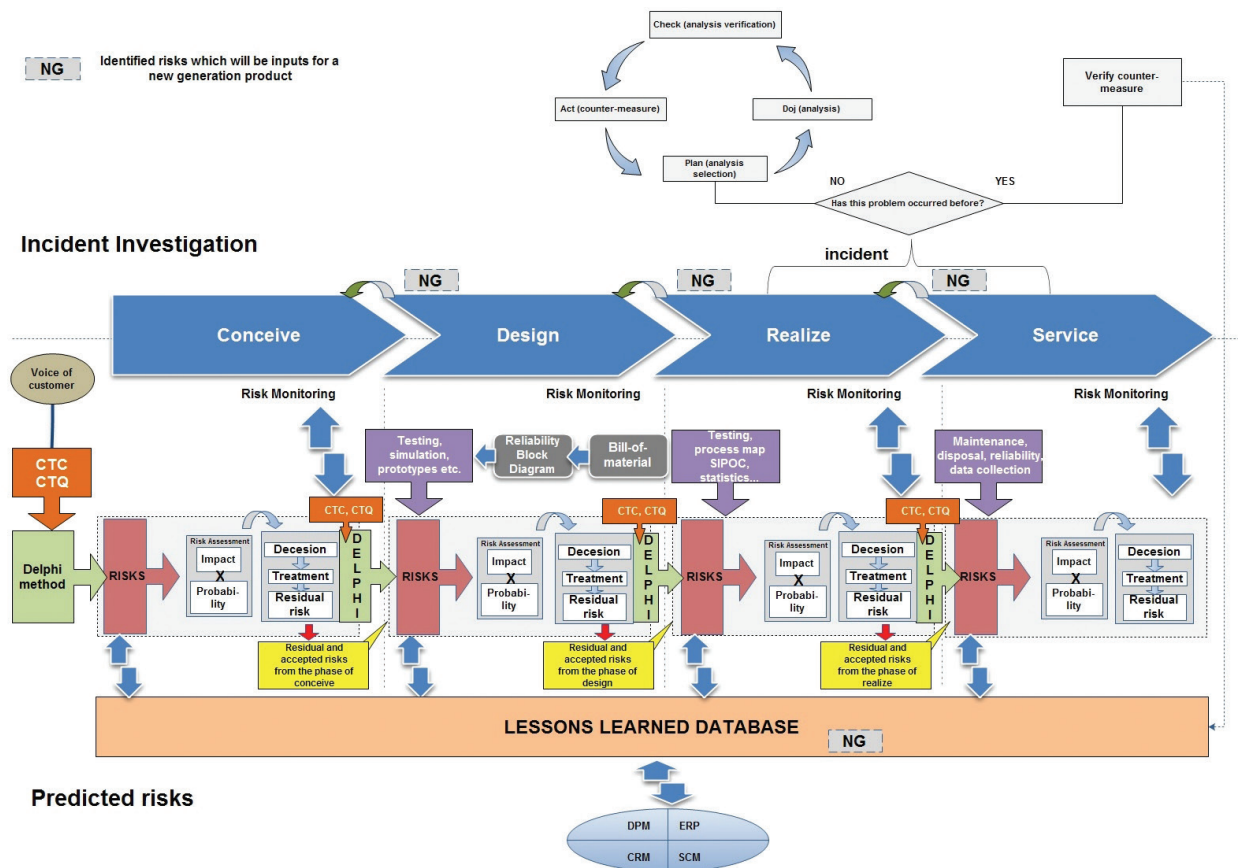 Check (analysis verification)
NG
Identified risks which will be inputs for a
new generation product
Verify counter-
measure
Act (counter-measure)
Doj (analysis)
Plan (analysis
selection)
NO
YES
Has this problem occurred before?
Incident Investigation
incident
NG
NG
NG
Conceive
Design
Realize
Service
Voice of
customer
Risk Monitoring
Risk Monitoring
Risk Monitoring
Risk Monitoring
CTC
CTQ
Testing,
simulation,
prototypes etc.
Reliability
Block
Diagram
Bill-of-
material
Testing,
process map
SIPOC,
statistics...
Maintenance,
disposal, reliability,
data collection
CTC, CTQ
CTC, CTQ
CTC, CTQ
Delphi
method
RISKS
Risk Assessment
Impact
X
Probabi-
lity
Decesion
Treatment
Residual
risk
DELPHI
RISKS
Risk Assessment
Impact
X
Probabi-
lity
Decesion
Treatment
Residual
risk
DELPHI
RISKS
Risk Assessment
Impact
X
Probabi-
lity
Decesion
Treatment
Residual
risk
DELPHI
RISKS
Risk Assessment
Impact
X
Probabi-
lity
Decesion
Treatment
Residual
risk
Residual and
accepted risks
from the phase of
conceive
Residual and
accepted risks
from the phase of
design
Residual and
accepted risks
from the phase of
realize
LESSONS LEARNED DATABASE
NG
Predicted risks
DPM
ERP
CRM
SCM